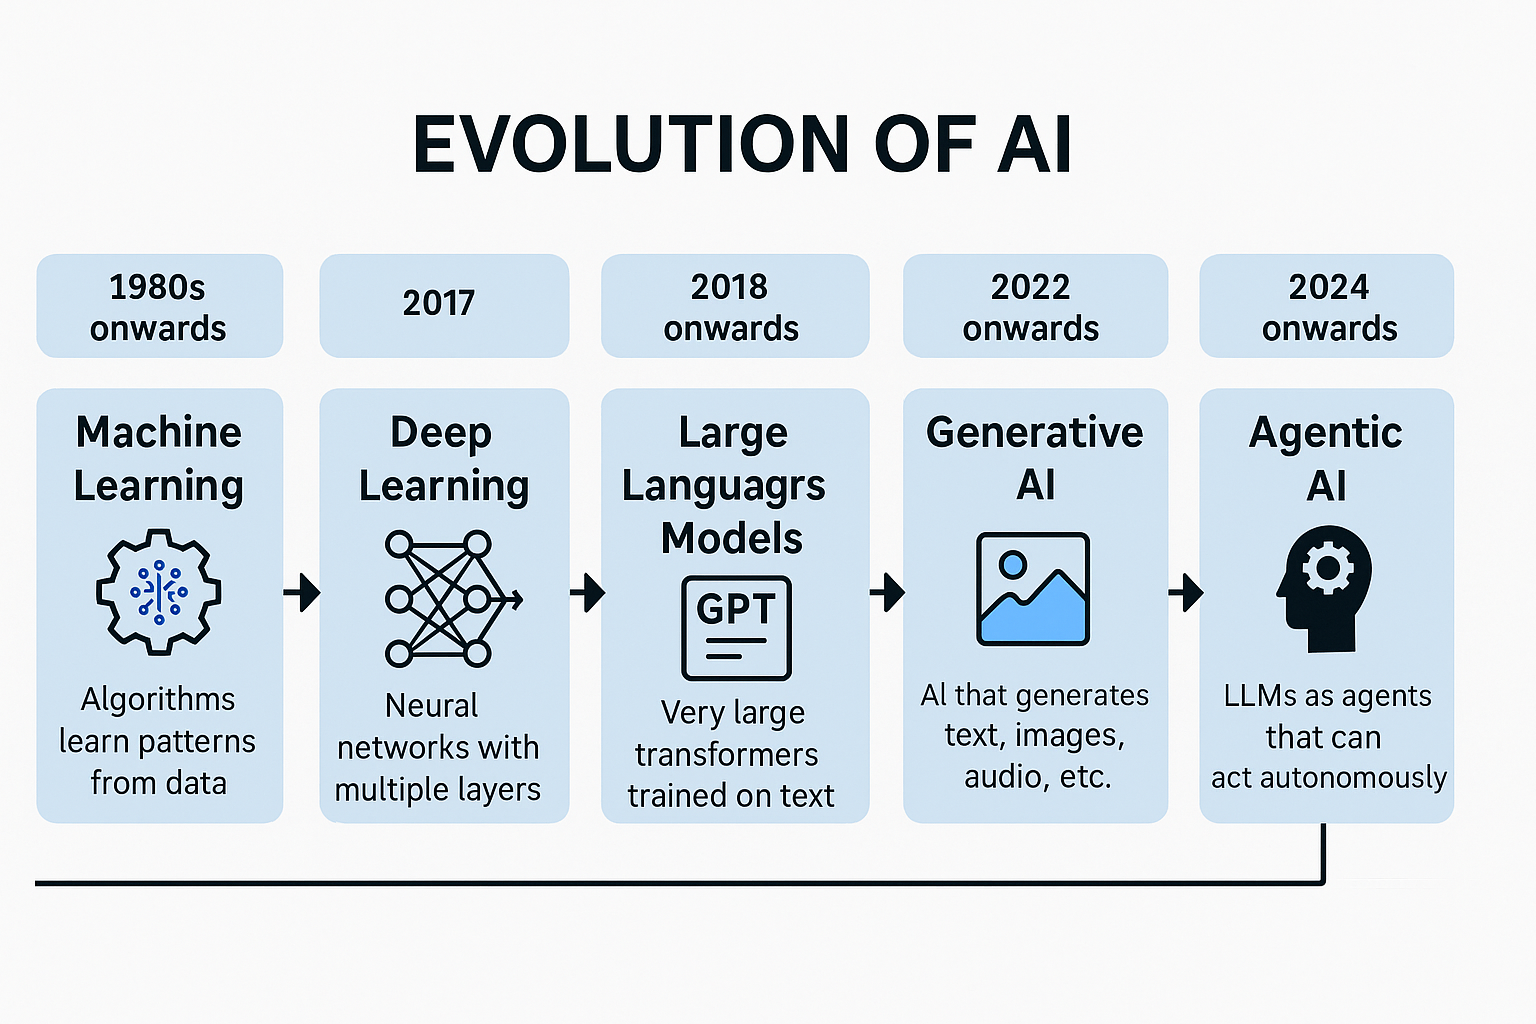 EVOLUTION OF AI
1980s
onwards
2017
2018
onwards
2022
onwards
2024
onwards
Machine
Learning
Algorithms
learn patterns
from data
Deep
Learning
Neural
networks with
multiple layers
Large
Languagrs
Models
GPT
Very large
transformers
trained on text
Generative
AI
AI that generates
text, images,
audio, etc.
Agentic
AI
LLMs as agents
that can
act autonomously